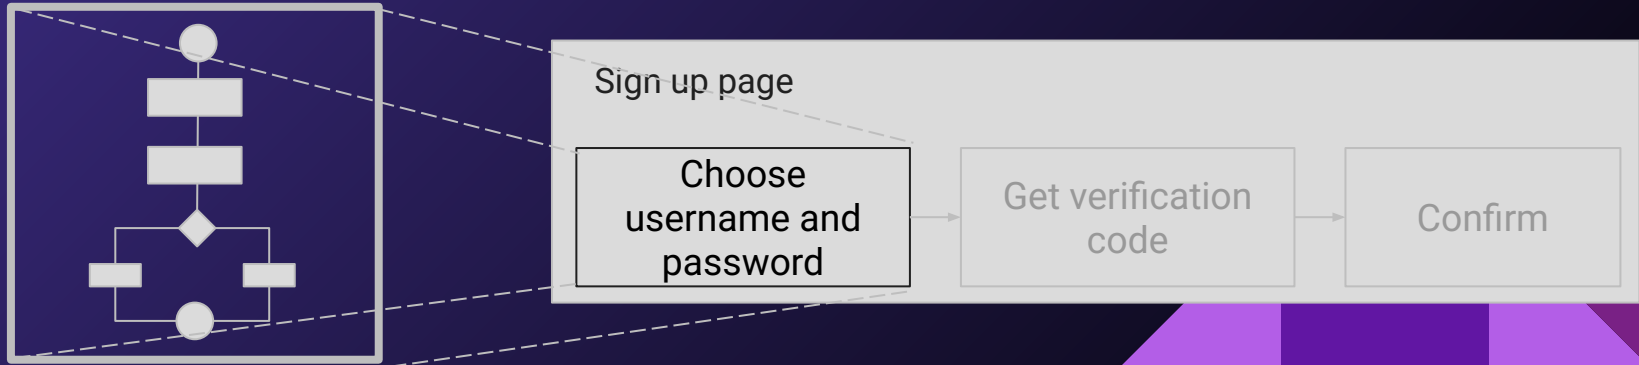 Sign up page
Choose
username and
password
Get verification
code
Confirm